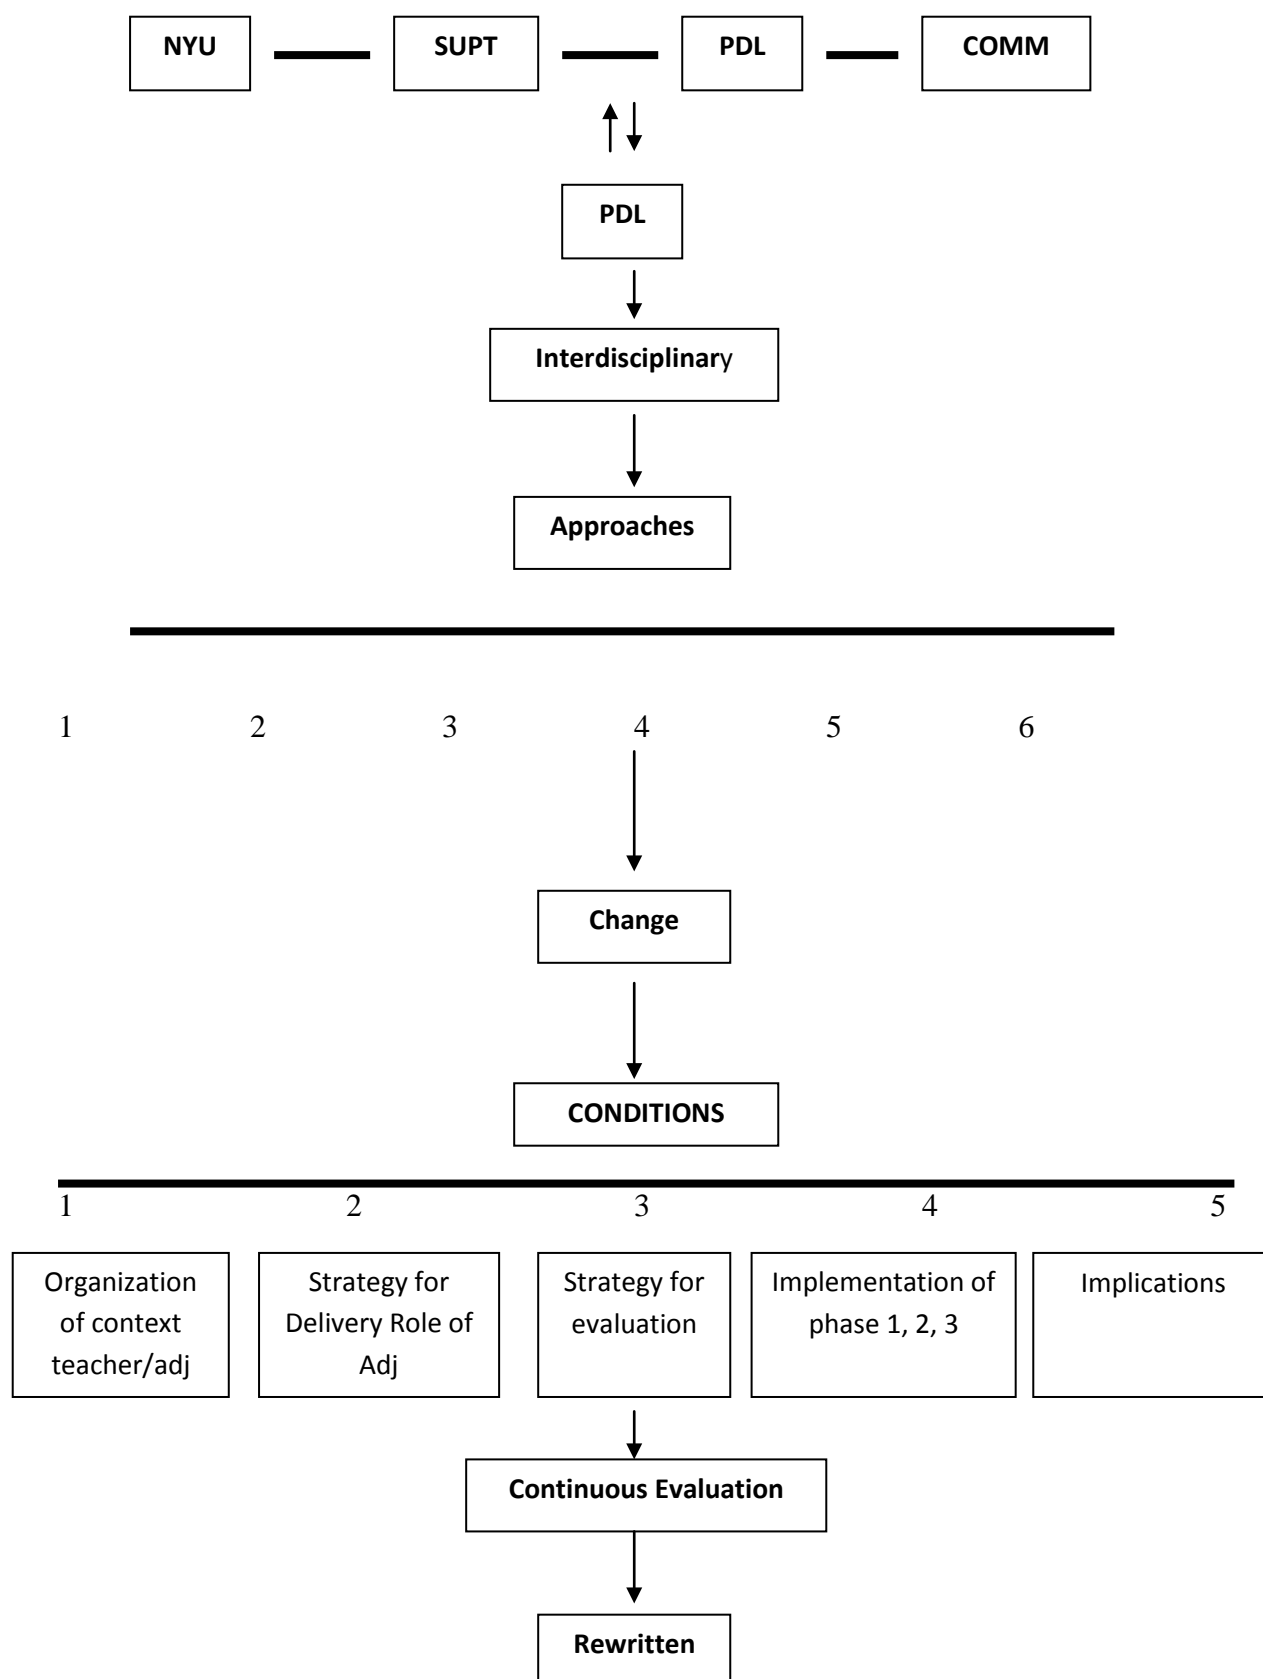 NYU SUPT PDL COMM
PDL
Interdisciplinary
Approaches
1 2 3 4 5 6
Change
CONDITIONS
1 2 3 4 5
Organization
of context
teacher/adj
Strategy for
Delivery Role of
Adj
Strategy for
evaluation
Implementation of
phase 1, 2, 3
Implications
Continuous Evaluation
Rewritten